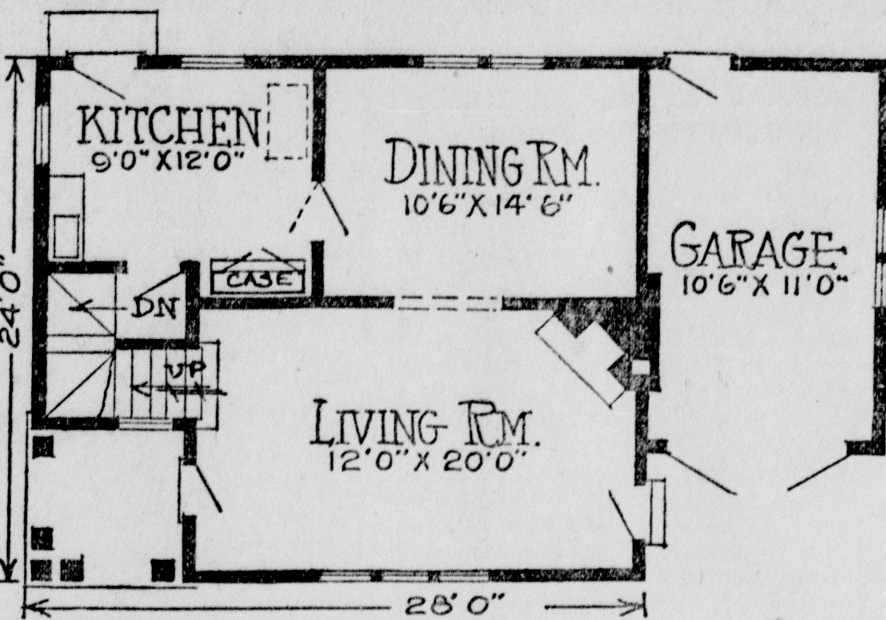 KITCHEN
9'0" X 12'0"
DINING RM.
10'6" X 14'6"
GARAGE
10'6" X 11'0"
CASE
DN
UP
24'0"
LIVING RM.
12'0" X 20'0"
28'0"